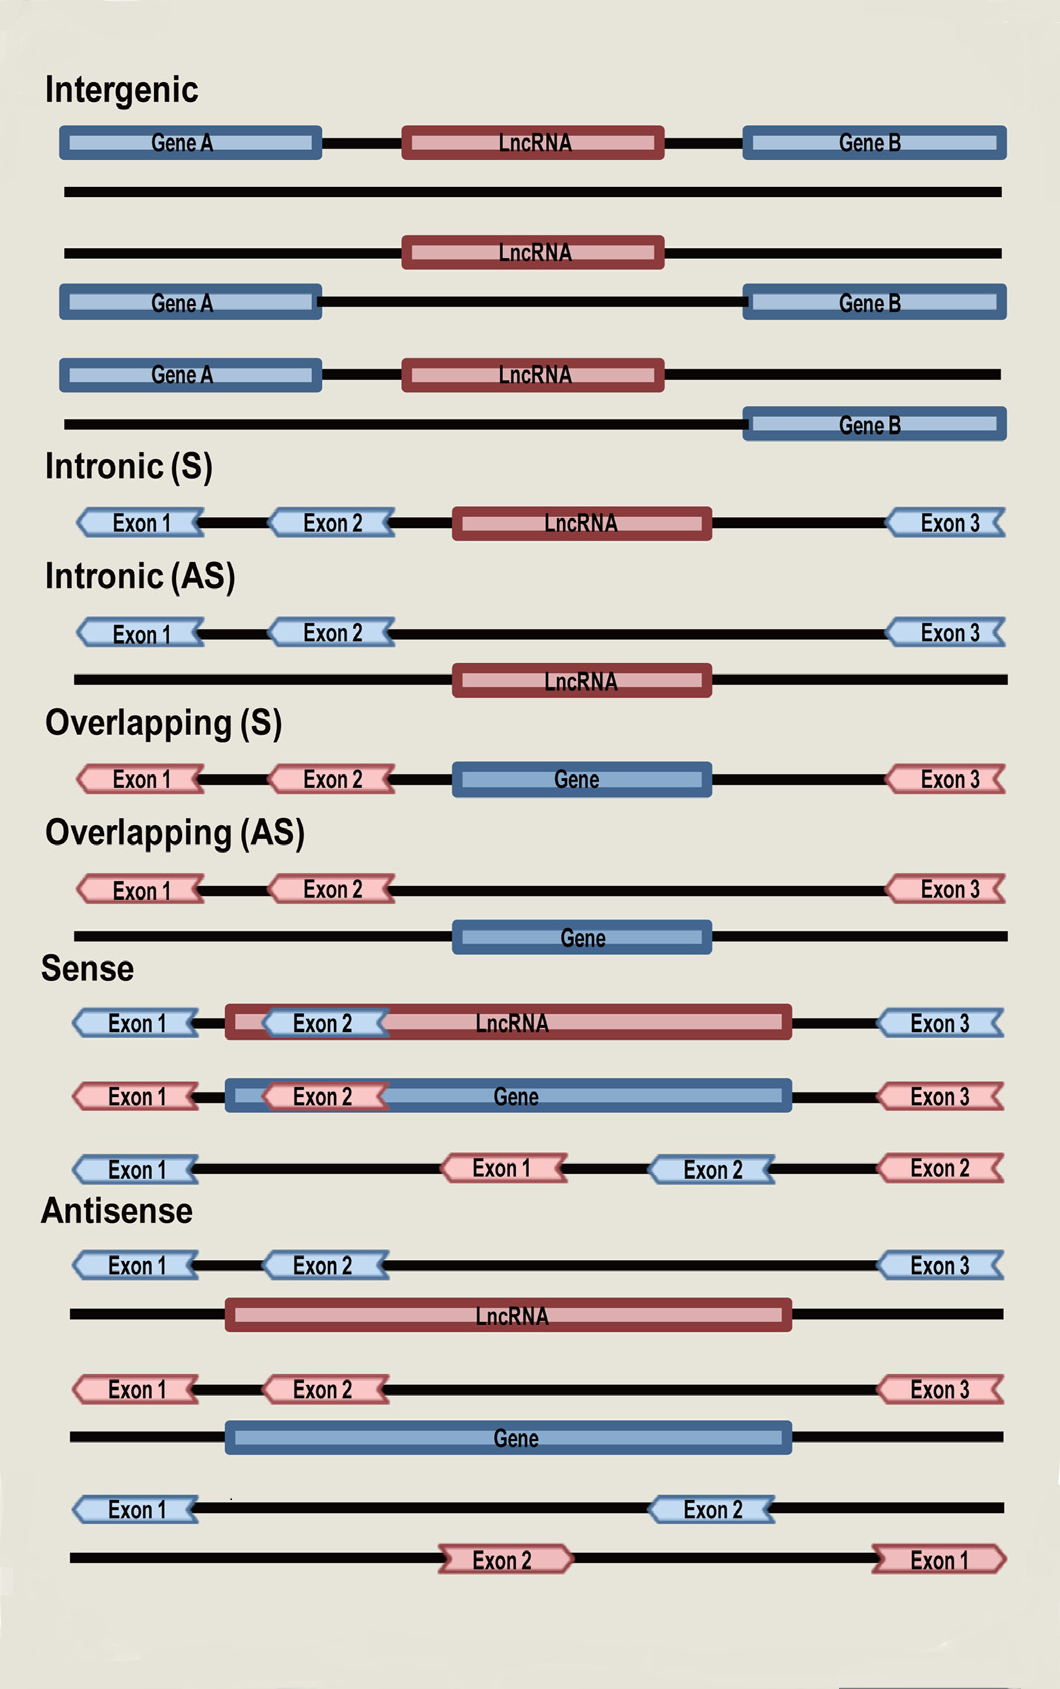 Intergenic
Gene A LncRNA Gene B
LncRNA
Gene A Gene B
Gene A LncRNA
Gene B
Intronic (S)
Exon 1 Exon 2 LncRNA Exon 3
Intronic (AS)
Exon 1 Exon 2 Exon 3
LncRNA
Overlapping (S)
Exon 1 Exon 2 Gene Exon 3
Overlapping (AS)
Exon 1 Exon 2 Exon 3
Gene
Sense
Exon 1 Exon 2 LncRNA Exon 3
Exon 1 Exon 2 Gene Exon 3
Exon 1 Exon 1 Exon 2 Exon 2
Antisense
Exon 1 Exon 2 Exon 3
LncRNA
Exon 1 Exon 2 Exon 3
Gene
Exon 1 Exon 2
Exon 2 Exon 1